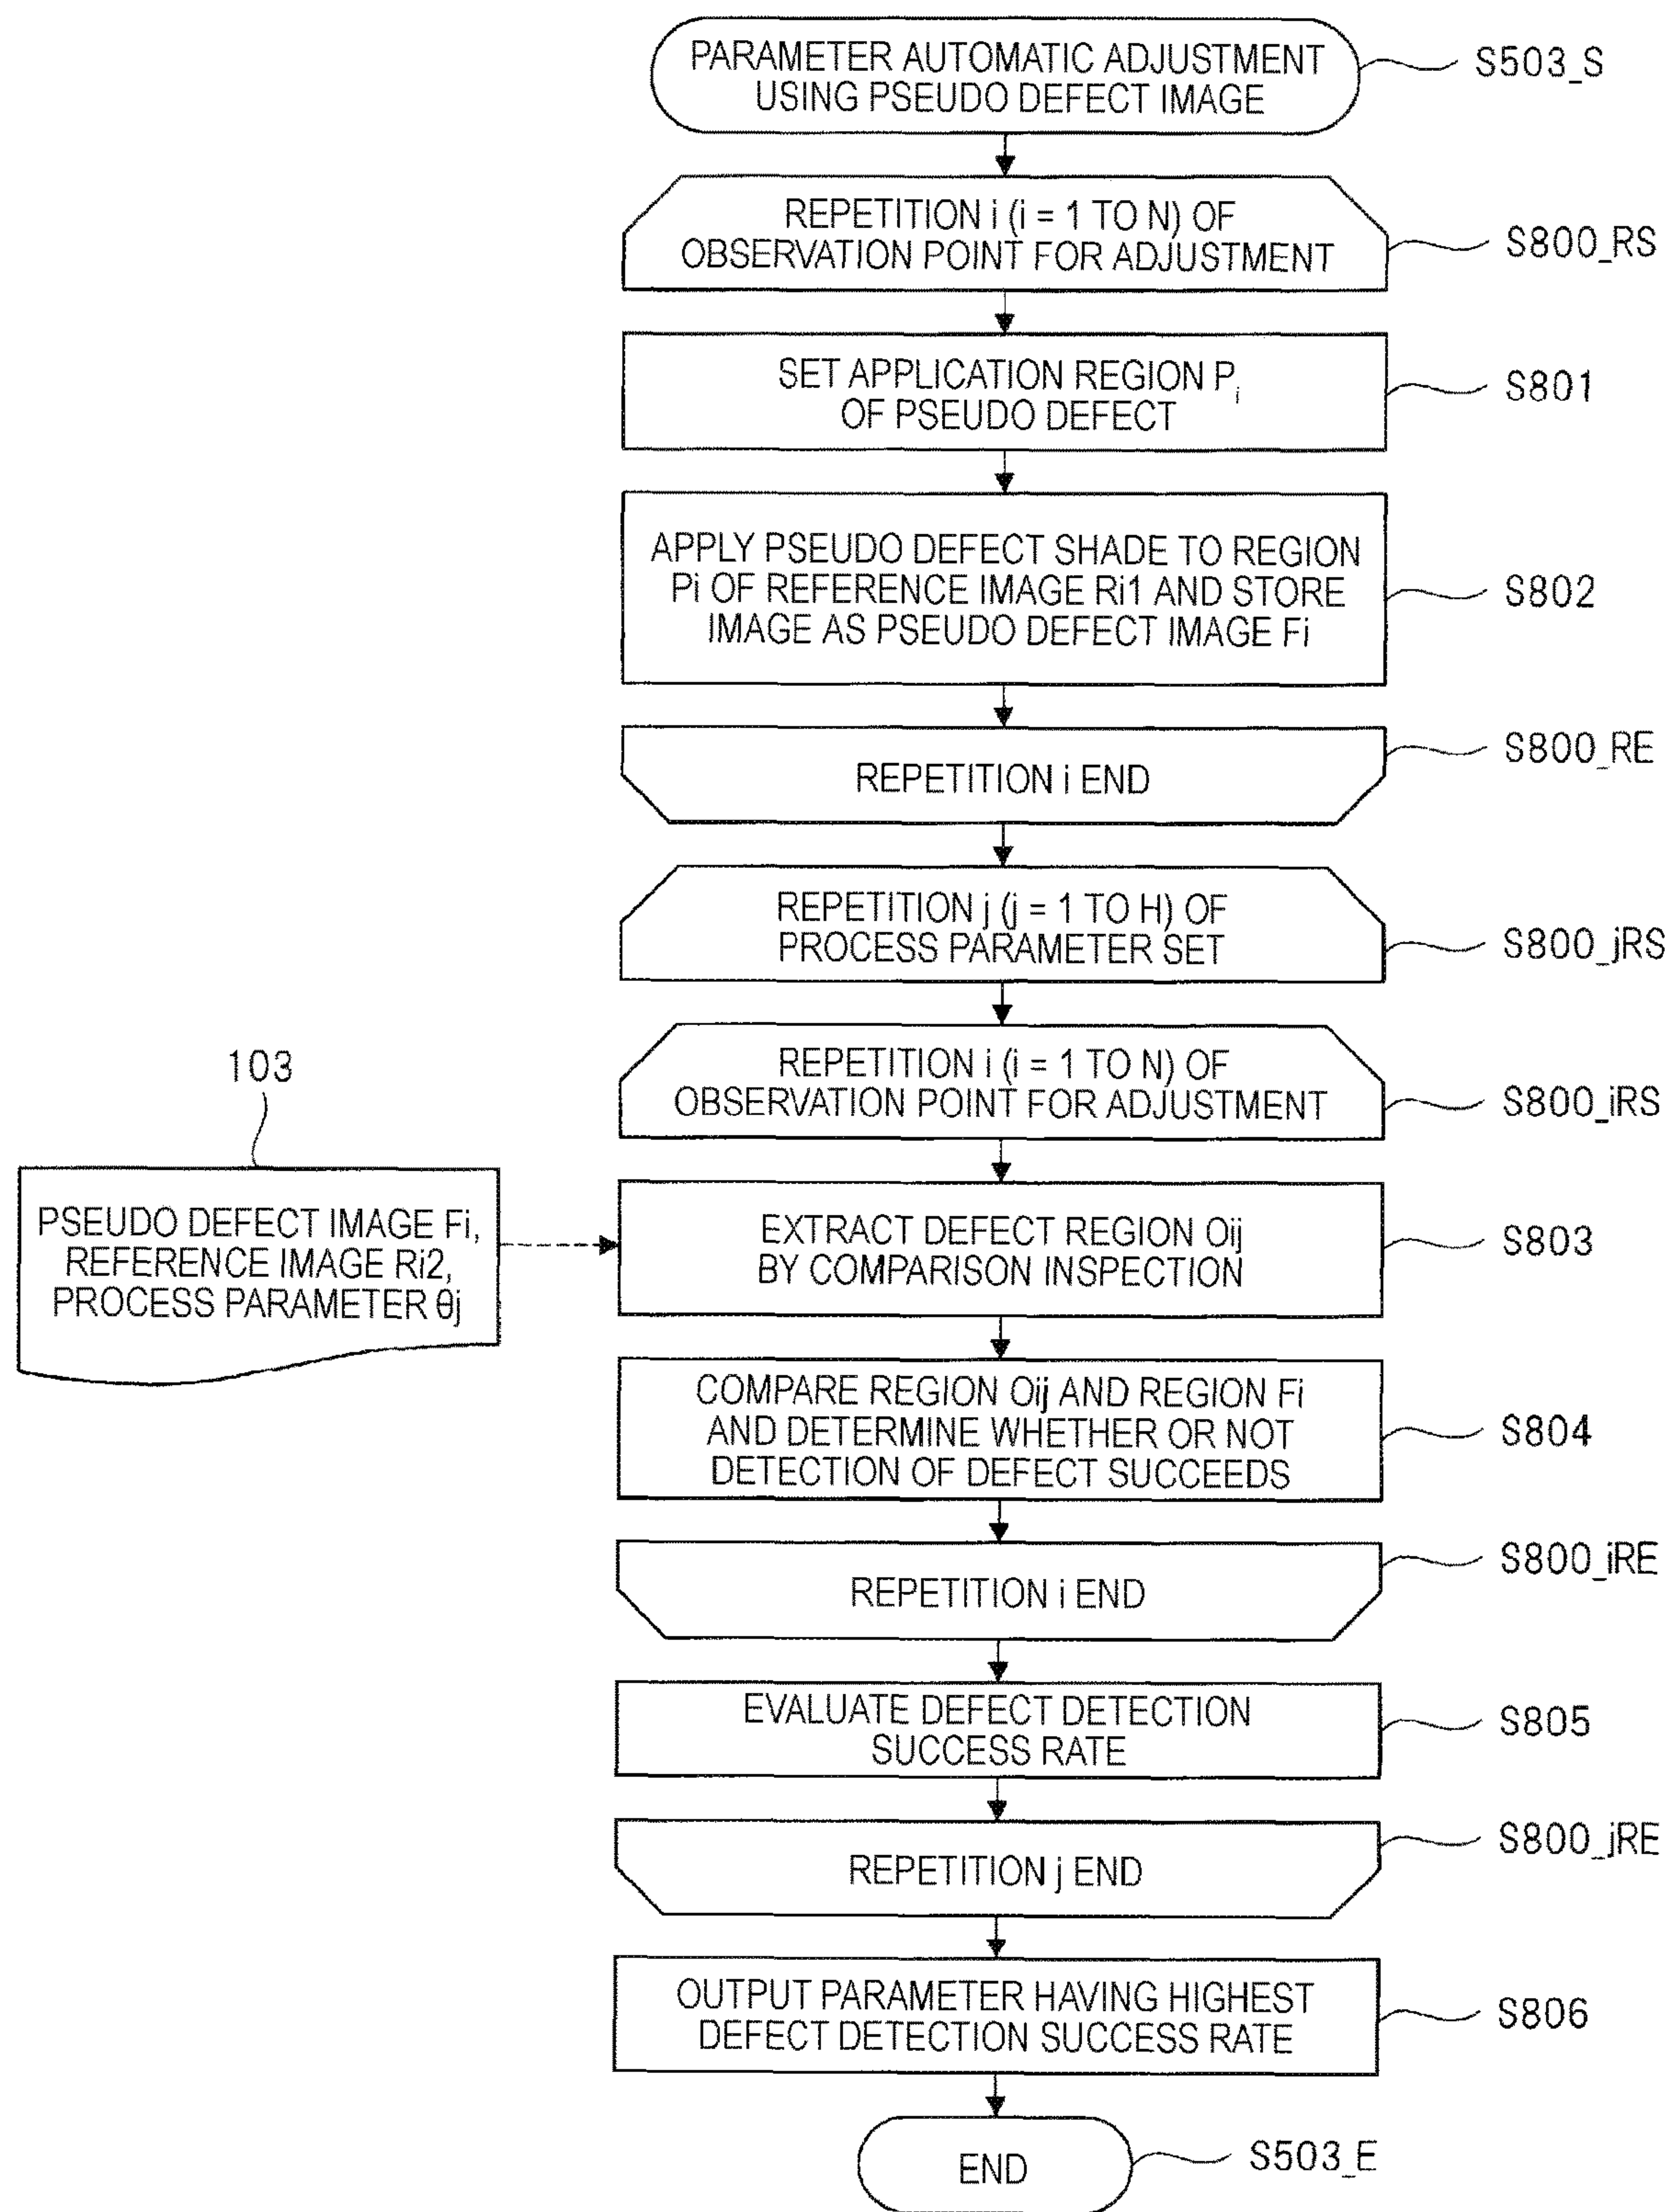 PARAMETER AUTOMATIC ADJUSTMENT
USING PSEUDO DEFECT IMAGE
S503_S
REPETITION i (i = 1 TO N) OF
OBSERVATION POINT FOR ADJUSTMENT
S800_RS
SET APPLICATION REGION Pi
OF PSEUDO DEFECT
S801
APPLY PSEUDO DEFECT SHADE TO REGION
Pi OF REFERENCE IMAGE Ri1 AND STORE
IMAGE AS PSEUDO DEFECT IMAGE Fi
S802
REPETITION i END
S800_RE
REPETITION j (j = 1 TO H) OF
PROCESS PARAMETER SET
S800_jRS
REPETITION i (i = 1 TO N) OF
OBSERVATION POINT FOR ADJUSTMENT
S800_iRS
103
PSEUDO DEFECT IMAGE Fi,
REFERENCE IMAGE Ri2,
PROCESS PARAMETER θj
EXTRACT DEFECT REGION Oij
BY COMPARISON INSPECTION
S803
COMPARE REGION Oij AND REGION Fi
AND DETERMINE WHETHER OR NOT
DETECTION OF DEFECT SUCCEEDS
S804
REPETITION i END
S800_iRE
EVALUATE DEFECT DETECTION
SUCCESS RATE
S805
REPETITION j END
S800_jRE
OUTPUT PARAMETER HAVING HIGHEST
DEFECT DETECTION SUCCESS RATE
S806
END
S503_E